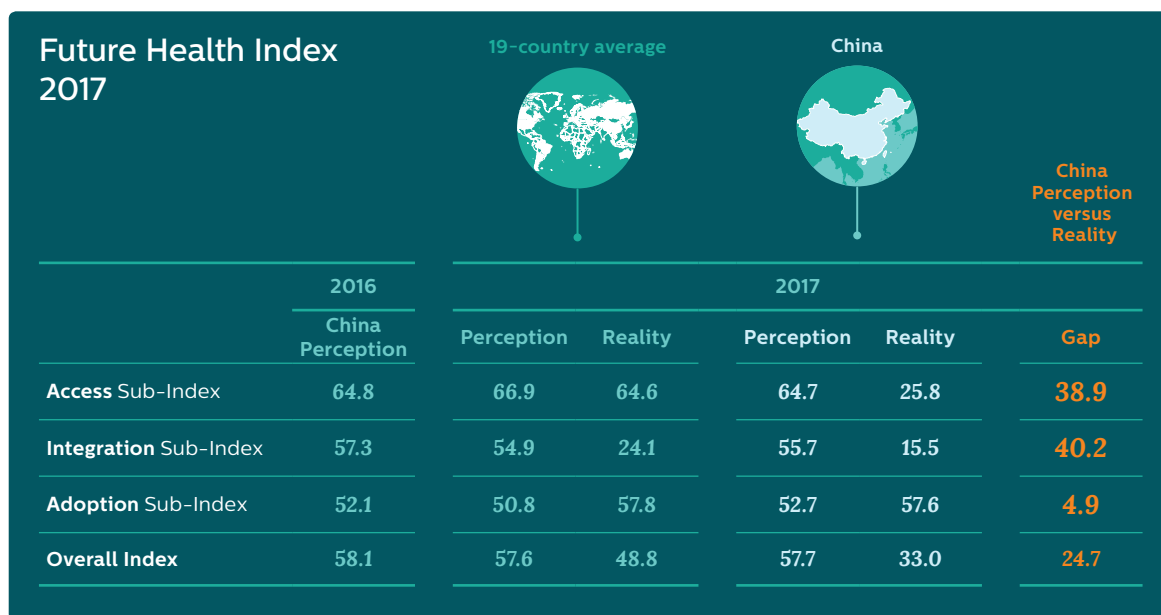 Future Health Index
2017
19-country average
China
China
Perception
versus
Reality
2016
2017
China
Perception
Perception
Reality
Perception
Reality
Gap
Access Sub-Index 64.8 66.9 64.6 64.7 25.8 38.9
Integration Sub-Index 57.3 54.9 24.1 55.7 15.5 40.2
Adoption Sub-Index 52.1 50.8 57.8 52.7 57.6 4.9
Overall Index 58.1 57.6 48.8 57.7 33.0 24.7